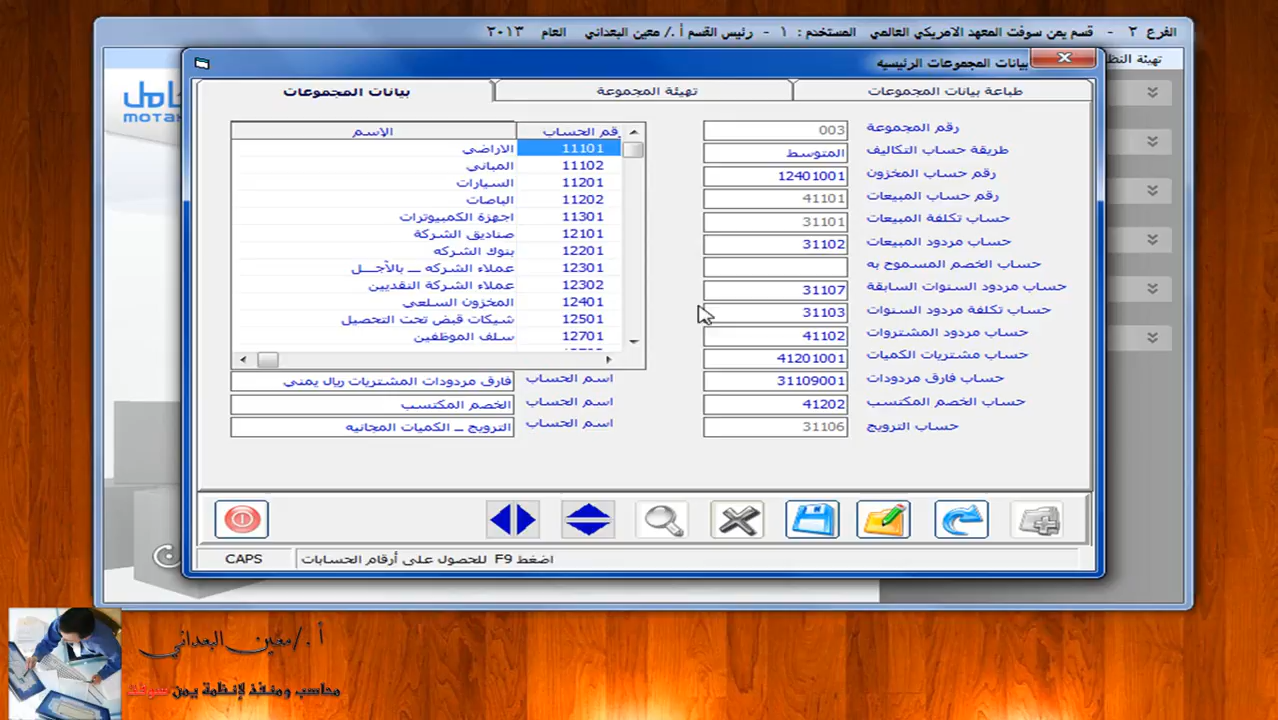 الفرع ٢ - قسم يمن سوفت المعهد الامريكي العالمي المستخدم : ١ - رئيس القسم أ ./ معين البعداني العام ٢٠١٣
بيانات المجموعات الرئيسيه
تهيئة
طباعة بيانات المجموعات
تهيئة المجموعة
بيانات المجموعات
رقم المجموعة 003
طريقة حساب التكاليف المتوسط
رقم حساب المخزون 12401001
رقم حساب المبيعات 41101
حساب تكلفة المبيعات 31101
حساب مردود المبيعات 31102
حساب الخصم المسموح به
حساب مردود السنوات السابقة 31107
حساب تكلفة مردود السنوات 31103
حساب مردود المشتروات 41102
حساب مشتريات الكميات 41201001
حساب فارق مردودات 31109001
حساب الخصم المكتسب 41202
حساب الترويج 31106
رقم الحساب الإسم
11101 الاراضي
11102 المباني
11201 السيارات
11202 الباصات
11301 اجهزة الكمبيوترات
12101 صناديق الشركة
12201 بنوك الشركه
12301 عملاء الشركه ــ بالأجــل
12302 عملاء الشركة النقديين
12401 المخزون السلعي
12501 شيكات قبض تحت التحصيل
12701 سلف الموظفين
اسم الحساب فارق مردودات المشتريات ريال يمني
اسم الحساب الخصم المكتسب
اسم الحساب الترويج ــ الكميات المجانيه
CAPS
اضغط F9 للحصول على أرقام الحسابات
أ ./معين البعداني
محاسب ومنفذ لإنظمة يمن سوفت